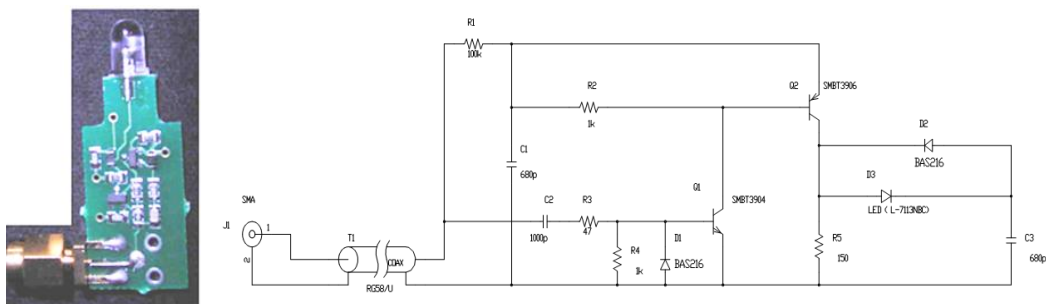 R1
100k
R2
1k
Q2
SMBT3906
D2
BAS216
D3
LED (L-7113NBC)
C1
680p
Q1
SMBT3904
C2
1000p
R3
47
SMA
J1
1
2
T1
COAX
RG58/U
R4
1k
D1
BAS216
R5
150
C3
680p